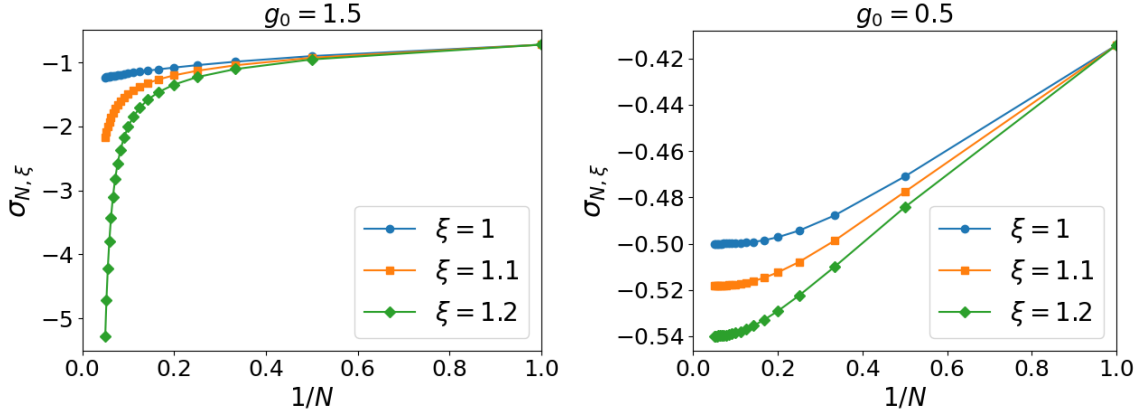 g₀ = 1.5
σ_{N, ξ}
−1
−2
−3
−4
−5
ξ = 1
ξ = 1.1
ξ = 1.2
0.0 0.2 0.4 0.6 0.8 1.0
1/N
g₀ = 0.5
σ_{N, ξ}
−0.42
−0.44
−0.46
−0.48
−0.50
−0.52
−0.54
ξ = 1
ξ = 1.1
ξ = 1.2
0.0 0.2 0.4 0.6 0.8 1.0
1/N